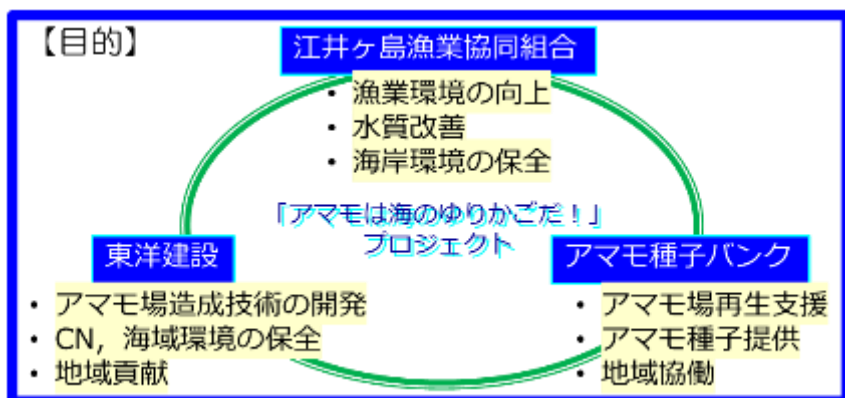 【目的】
江井ヶ島漁業協同組合
• 漁業環境の向上
• 水質改善
• 海岸環境の保全
「アマモは海のゆりかごだ！」
プロジェクト
東洋建設
• アマモ場造成技術の開発
• CN，海域環境の保全
• 地域貢献
アマモ種子バンク
• アマモ場再生支援
• アマモ種子提供
• 地域協働